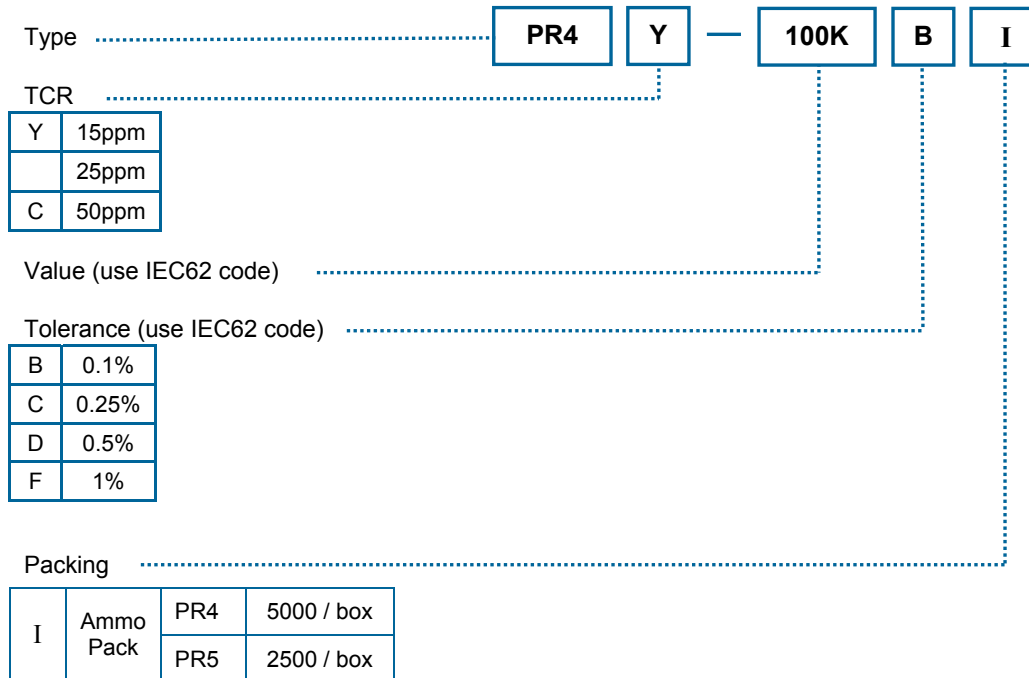 Type PR4 Y — 100K B I
TCR
Y 15ppm
25ppm
C 50ppm
Value (use IEC62 code)
Tolerance (use IEC62 code)
B 0.1%
C 0.25%
D 0.5%
F 1%
Packing
I Ammo Pack PR4 5000 / box
PR5 2500 / box